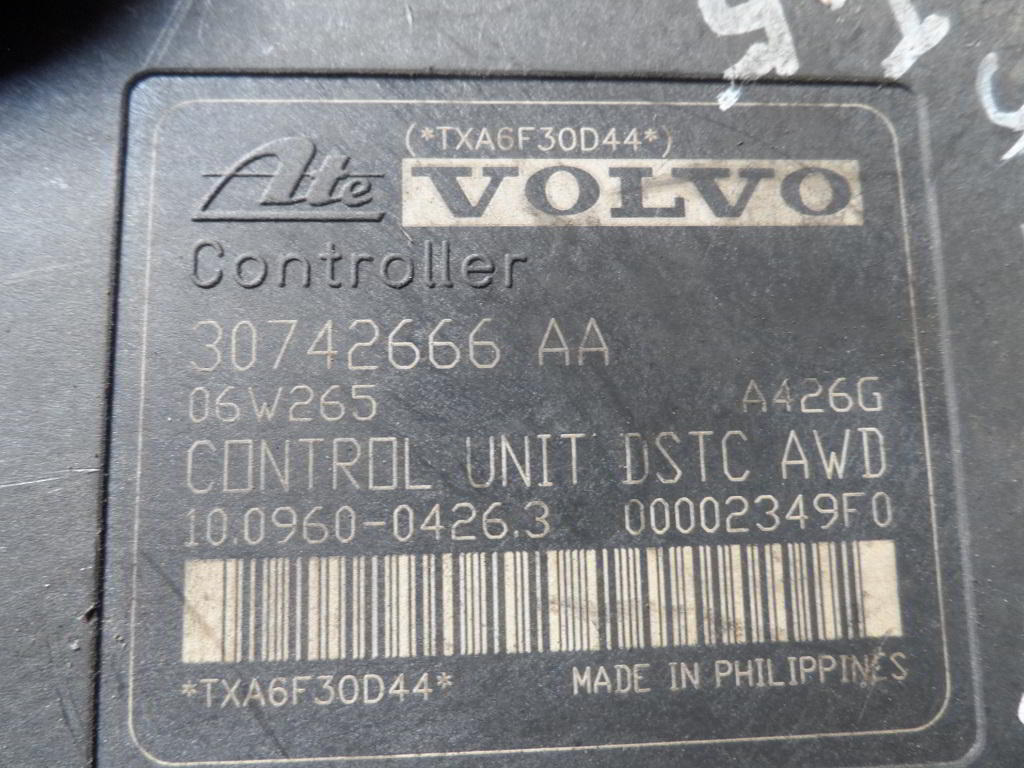 (*TXA6F30D44*)
Ate VOLVO
Controller
30742666 AA
06W265 A426G
CONTROL UNIT DSTC AWD
10.0960-0426.3 00002349F0
*TXA6F30D44* MADE IN PHILIPPINES